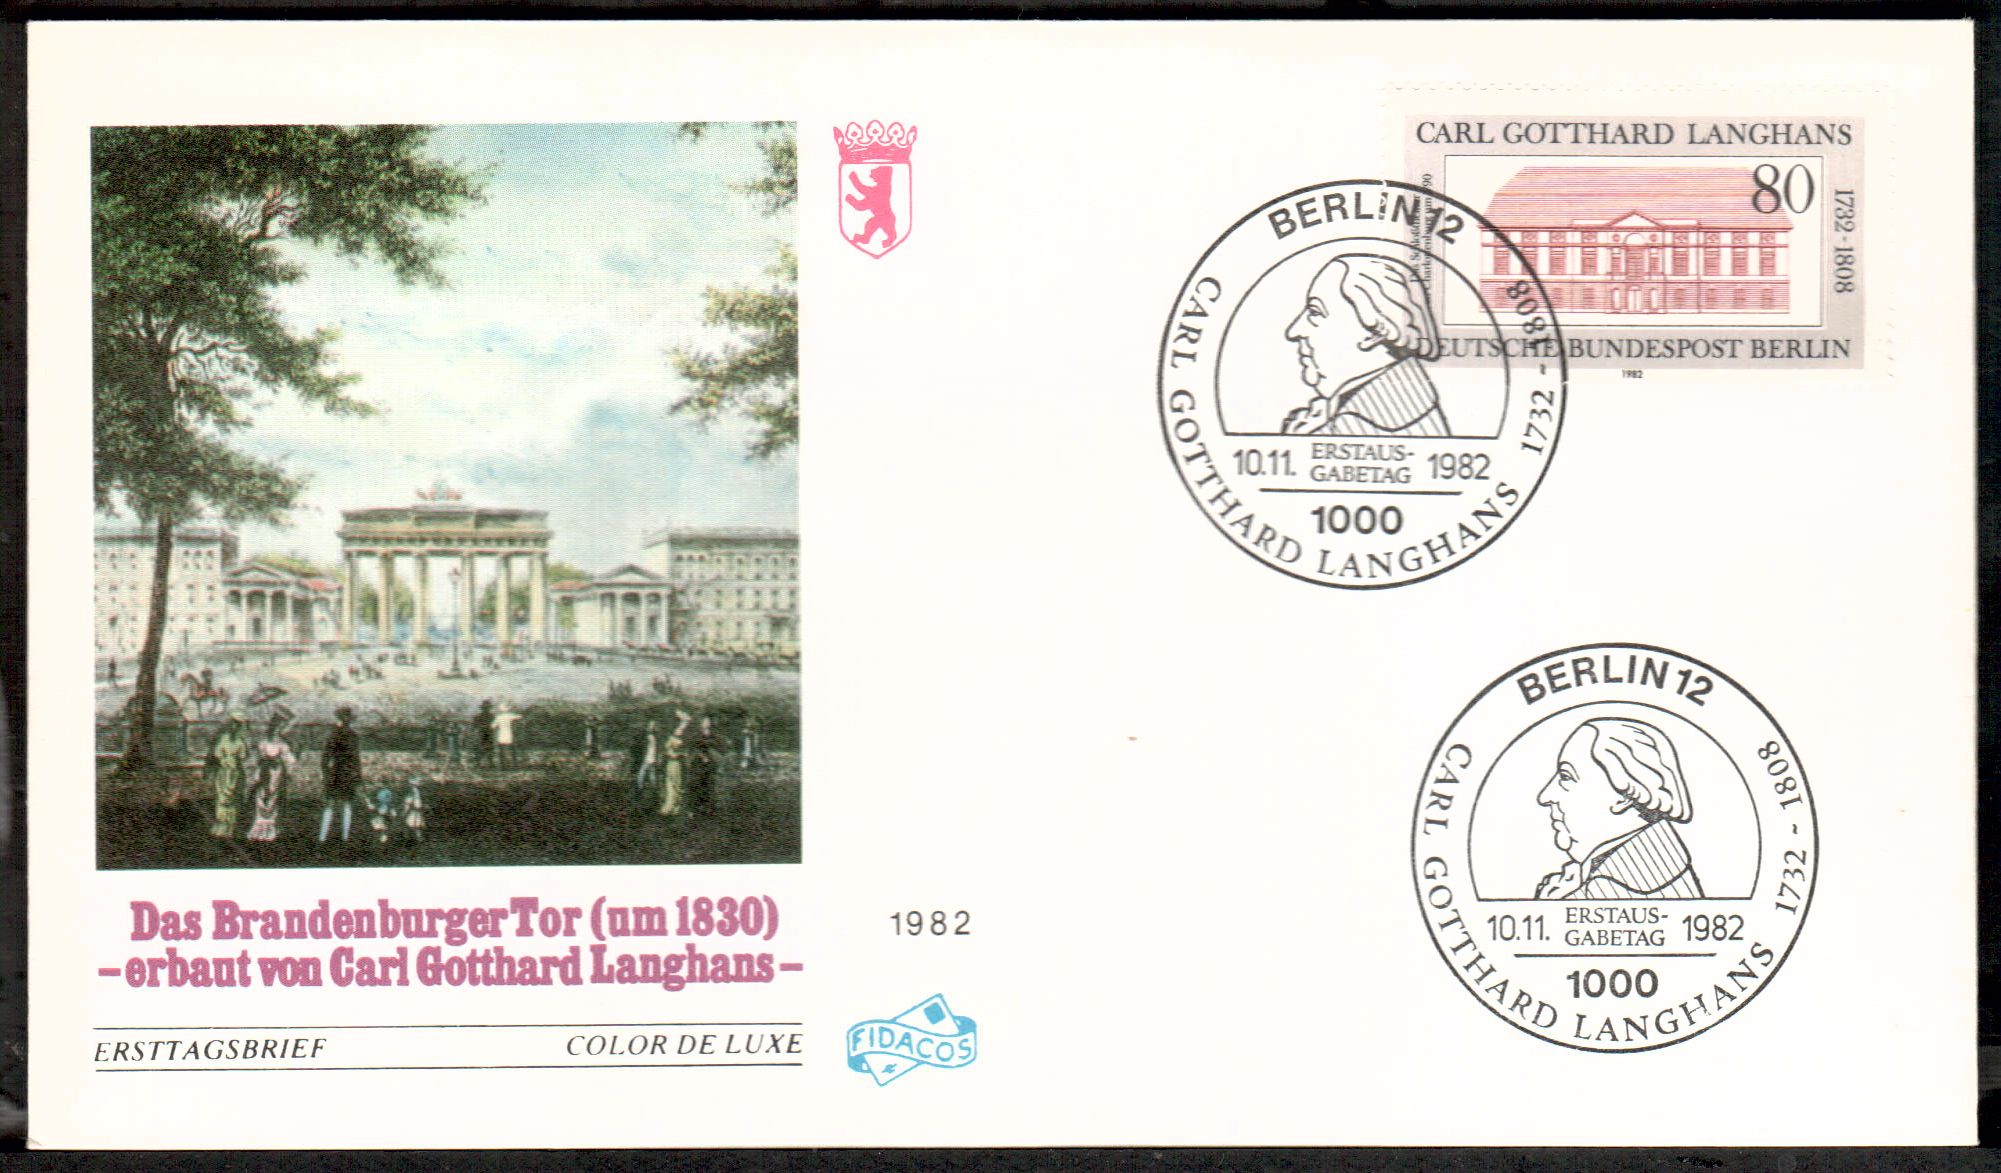 CARL GOTTHARD LANGHANS
80
1732-1808
DEUTSCHE BUNDESPOST BERLIN
1982
BERLIN 12
CARL GOTTHARD LANGHANS 1732 - 1808
10.11. ERSTAUS-
GABETAG 1982
1000
BERLIN 12
CARL GOTTHARD LANGHANS 1732 - 1808
10.11. ERSTAUS-
GABETAG 1982
1000
Das Brandenburger Tor (um 1830)
– erbaut von Carl Gotthard Langhans –
1982
ERSTTAGSBRIEF COLOR DE LUXE
FIDACOS